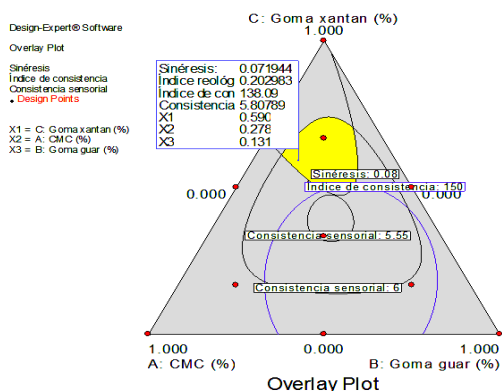 Design-Expert® Software
Overlay Plot
Sinéresis
Índice de consistencia
Consistencia sensorial
Design Points
X1 = C: Goma xantan (%)
X2 = A: CMC (%)
X3 = B: Goma guar (%)
C: Goma xantan (%)
1.000
Sinéresis: 0.071944
Índice reológ 0.202983
Índice de con 138.09
Consistencia 5.80789
X1 0.590
X2 0.278
X3 0.131
Sinéresis: 0.08
Índice de consistencia: 150
0.000
0.000
Consistencia sensorial: 5.55
Consistencia sensorial: 6
1.000
0.000
1.000
A: CMC (%)
B: Goma guar (%)
Overlay Plot